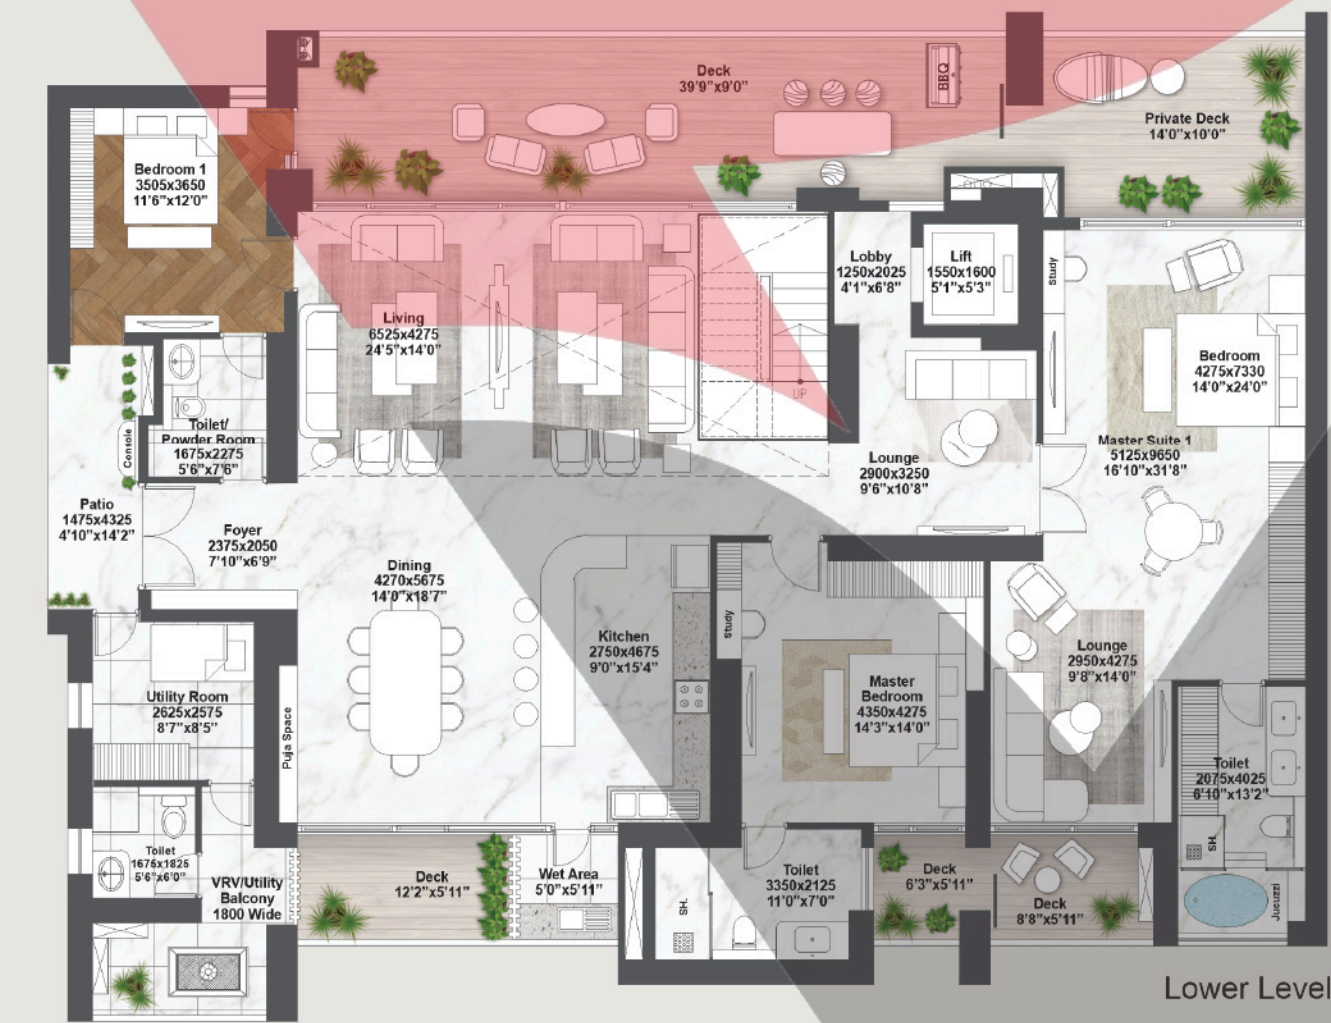 Deck
39'9"x9'0"
BBQ
Private Deck
14'0"x10'0"
Bedroom 1
3505x3650
11'6"x12'0"
Lobby
1250x2025
4'1"x6'8"
Lift
1550x1600
5'1"x5'3"
Study
Living
6525x4275
24'5"x14'0"
UP
Bedroom
4275x7330
14'0"x24'0"
Toilet/
Powder Room
1675x2275
5'6"x7'6"
Console
Master Suite 1
5125x9650
16'10"x31'8"
Lounge
2900x3250
9'6"x10'8"
Patio
1475x4325
4'10"x14'2"
Foyer
2375x2050
7'10"x6'9"
Dining
4270x5675
14'0"x18'7"
Kitchen
2750x4675
9'0"x15'4"
Study
Lounge
2950x4275
9'8"x14'0"
Master
Bedroom
4350x4275
14'3"x14'0"
Utility Room
2625x2575
8'7"x8'5"
Puja Space
Toilet
2075x4025
6'10"x13'2"
SH
Toilet
1676x1825
5'6"x6'0"
VRV/Utility
Balcony
1800 Wide
Deck
12'2"x5'11"
Wet Area
5'0"x5'11"
SH.
Toilet
3350x2125
11'0"x7'0"
Deck
6'3"x5'11"
Deck
8'8"x5'11"
Jucuzzi
Lower Level